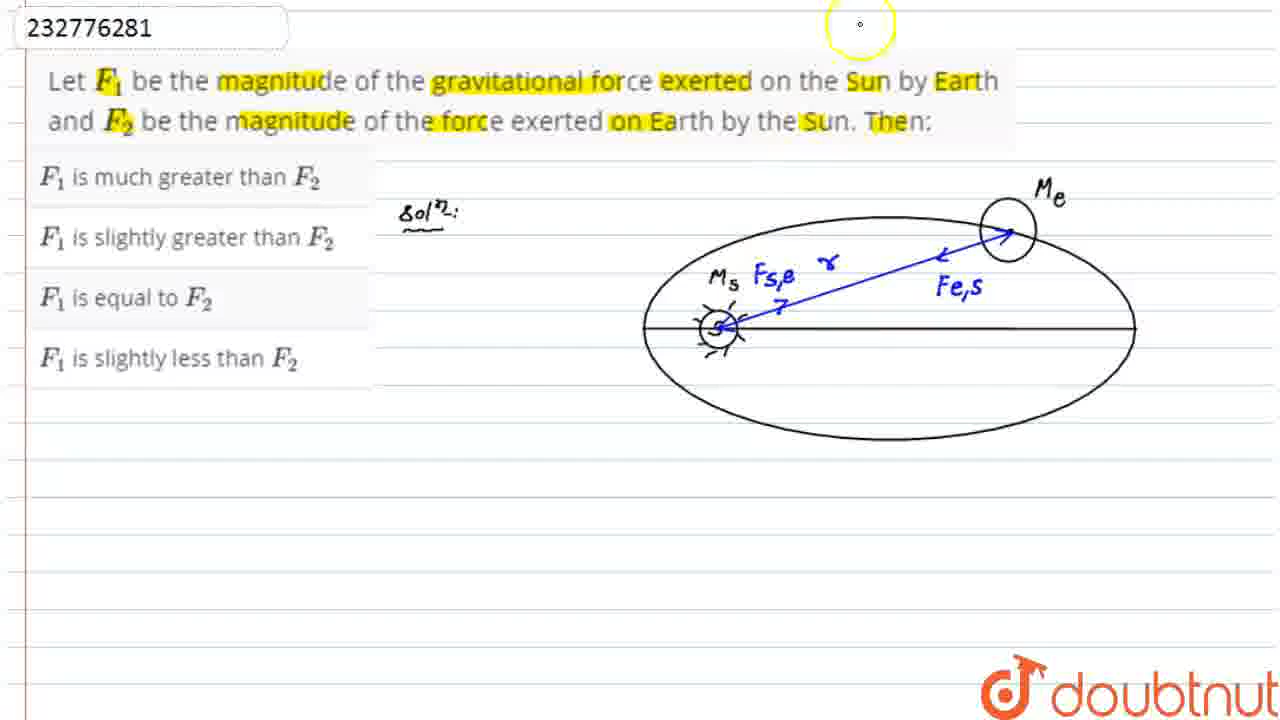 232776281
Let F₁ be the magnitude of the gravitational force exerted on the Sun by Earth
and F₂ be the magnitude of the force exerted on Earth by the Sun. Then:
F₁ is much greater than F₂
Solⁿ:
F₁ is slightly greater than F₂
F₁ is equal to F₂
F₁ is slightly less than F₂
Me
Ms Fs,e r
Fe,s
S
doubtnut